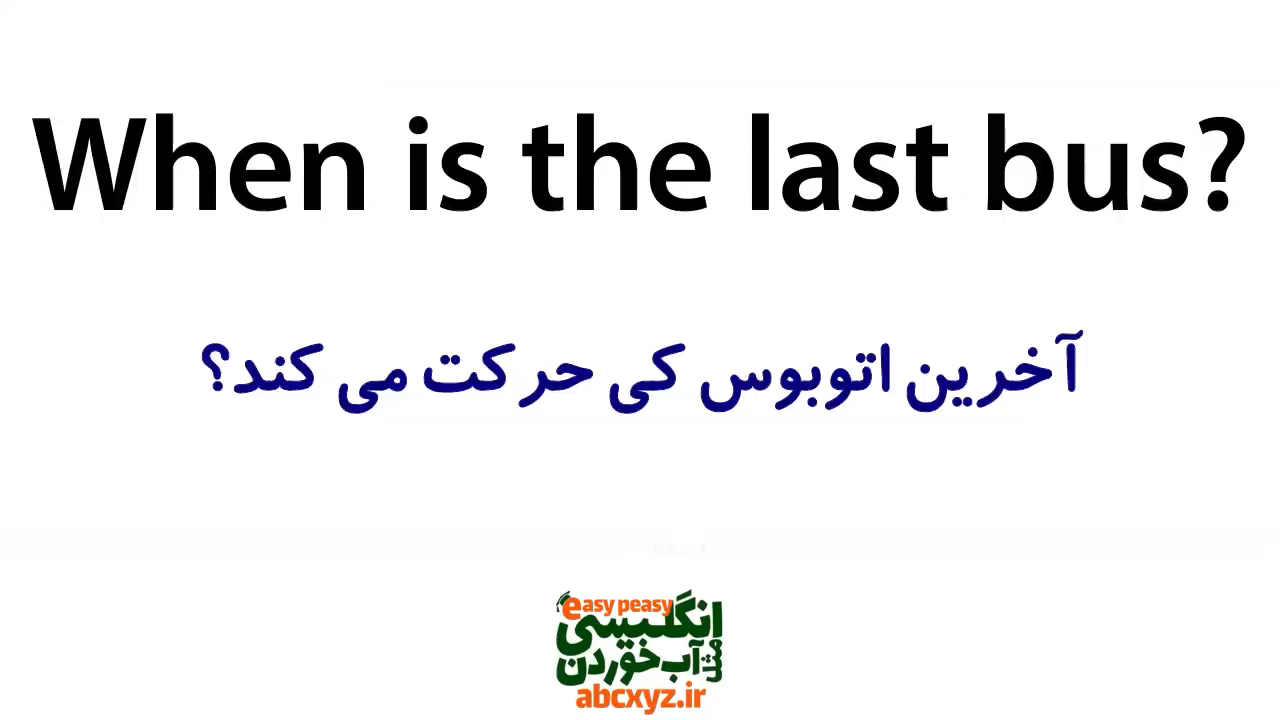 When is the last bus?
آخرین اتوبوس کی حرکت می کند؟
easy peasy
انگلیسی
مثل آب خوردن
abcxyz.ir